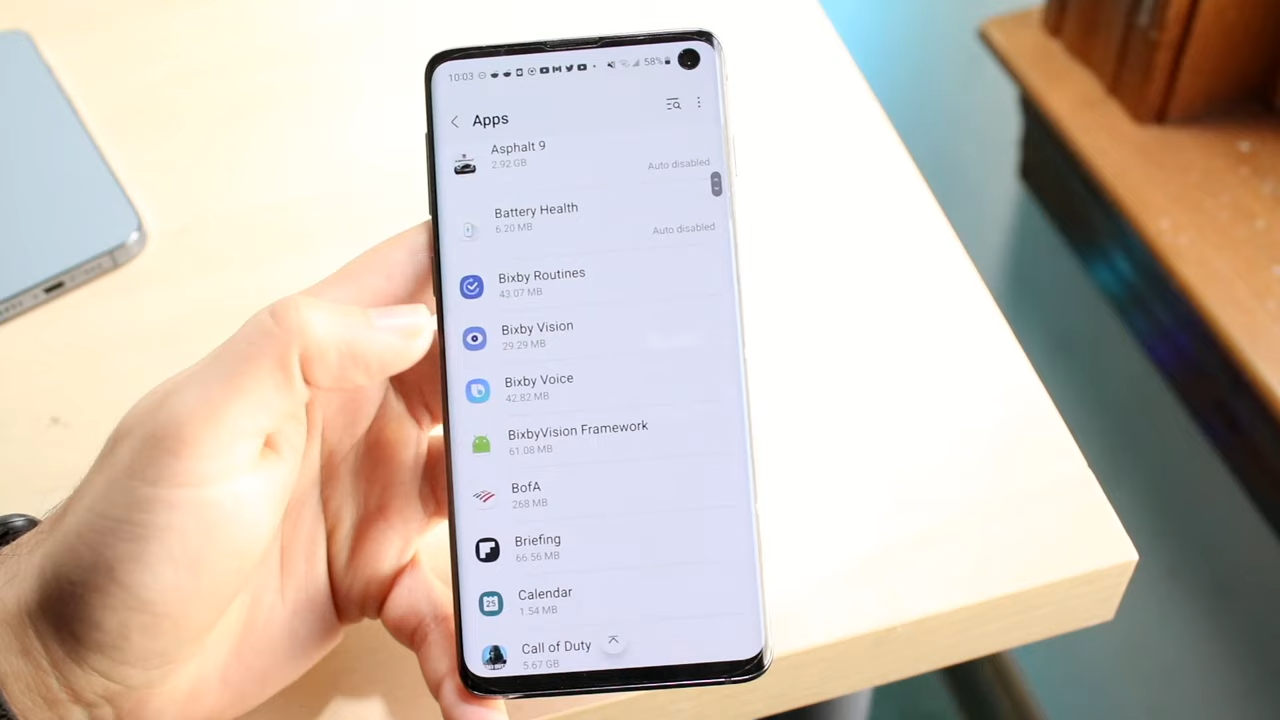 10:03
58%
Apps
Asphalt 9
2.92 GB
Auto disabled
Battery Health
6.20 MB
Auto disabled
Bixby Routines
43.07 MB
Bixby Vision
29.29 MB
Bixby Voice
42.82 MB
BixbyVision Framework
61.08 MB
BofA
268 MB
Briefing
66.56 MB
25
Calendar
1.54 MB
Call of Duty
5.67 GB